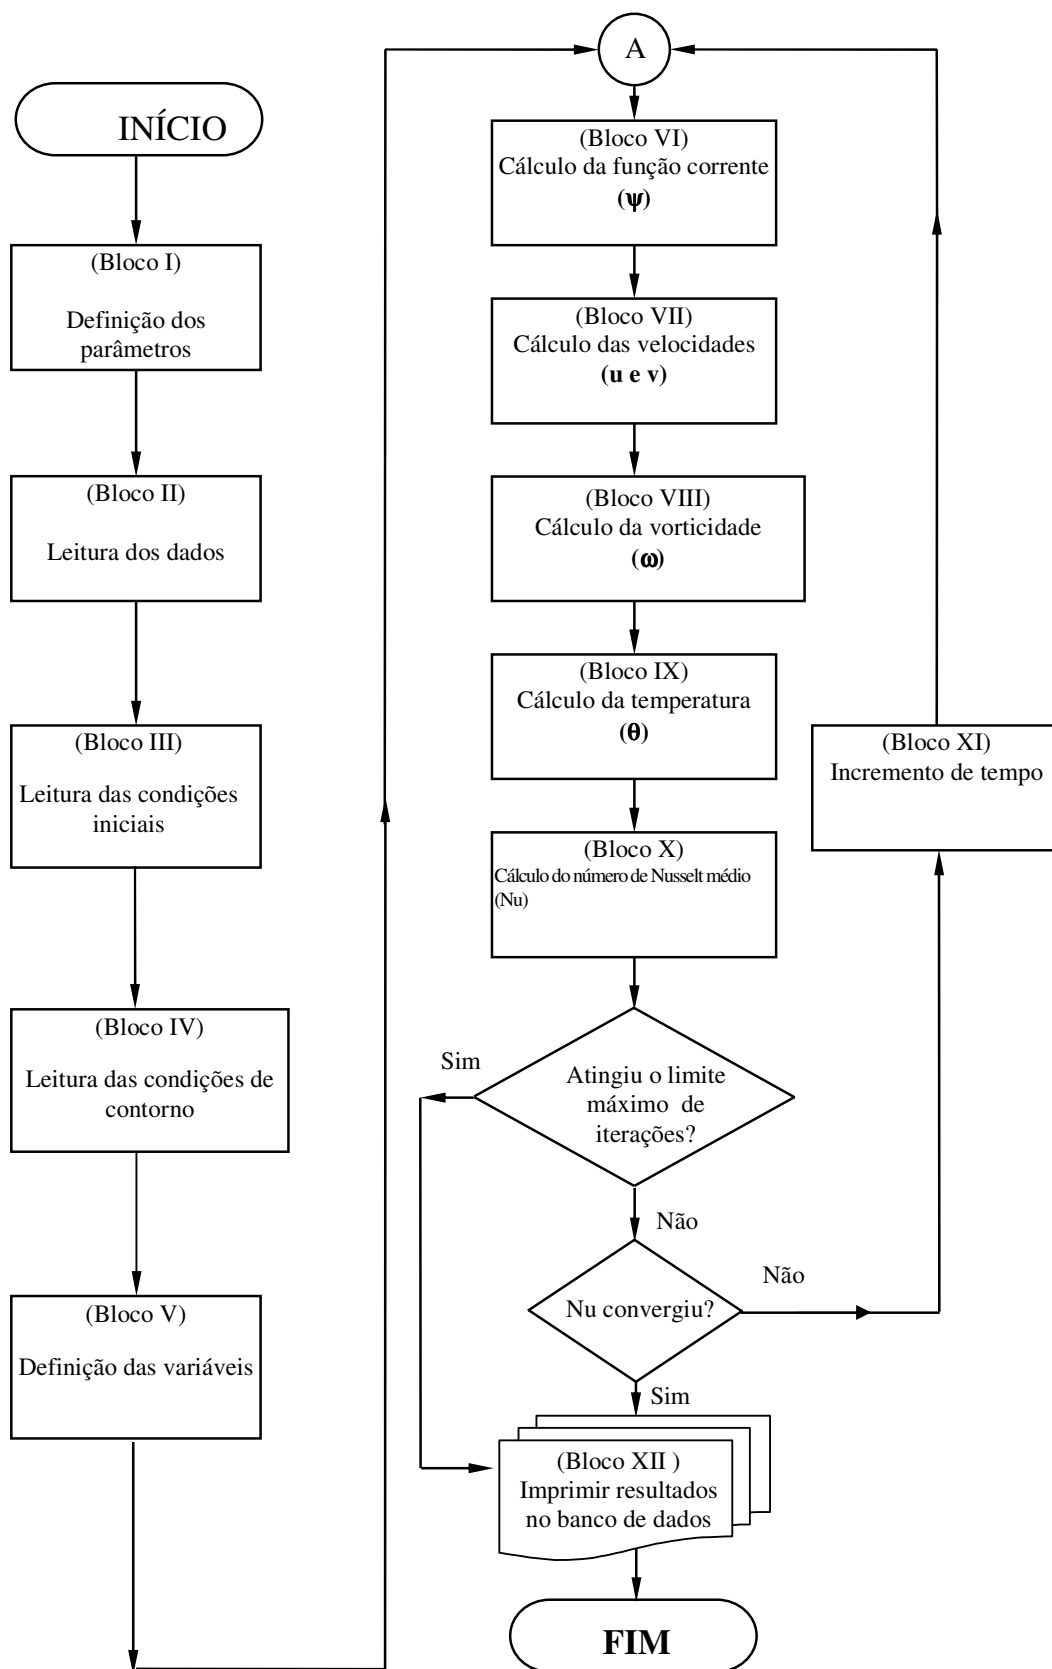 INÍCIO
(Bloco I)
Definição dos
parâmetros
(Bloco II)
Leitura dos dados
(Bloco III)
Leitura das condições
iniciais
(Bloco IV)
Leitura das condições de
contorno
(Bloco V)
Definição das variáveis
A
(Bloco VI)
Cálculo da função corrente
(ψ)
(Bloco VII)
Cálculo das velocidades
(u e v)
(Bloco VIII)
Cálculo da vorticidade
(ω)
(Bloco IX)
Cálculo da temperatura
(θ)
(Bloco X)
Cálculo do número de Nusselt médio
(Nu)
Sim
Atingiu o limite
máximo de
iterações?
Não
Nu convergiu?
Não
Sim
(Bloco XI)
Incremento de tempo
(Bloco XII )
Imprimir resultados
no banco de dados
FIM